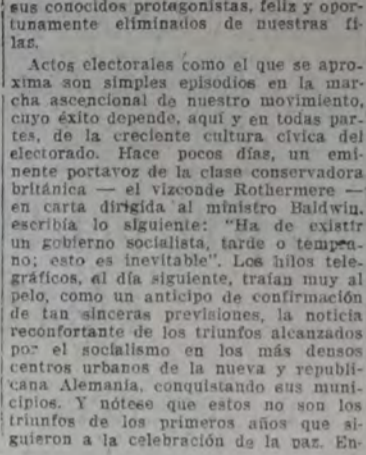 sus conocidos protagonistas, feliz y opor-
tunamente eliminados de nuestras fi-
las.
Actos electorales como el que se apro-
xima son simples episodios en la mar-
cha ascencional de nuestro movimiento,
cuyo éxito depende, aquí y en todas par-
tes, de la creciente cultura cívica del
electorado. Hace pocos días, un emi-
nente portavoz de la clase conservadora
británica — el vizconde Rothermere —
en carta dirigida al ministro Baldwin,
escribía lo siguiente: "Ha de existir
un gobierno socialista, tarde o tempra-
no; esto es inevitable". Los hilos tele-
gráficos, al día siguiente, traían muy al
pelo, como un anticipo de confirmación
de tan sinceras previsiones, la noticia
reconfortante de los triunfos alcanzados
por el socialismo en los más densos
centros urbanos de la nueva y republi-
cana Alemania, conquistando sus muni-
cipios. Y nótese que estos no son los
triunfos de los primeros años que si-
guieron a la celebración de la paz. En-